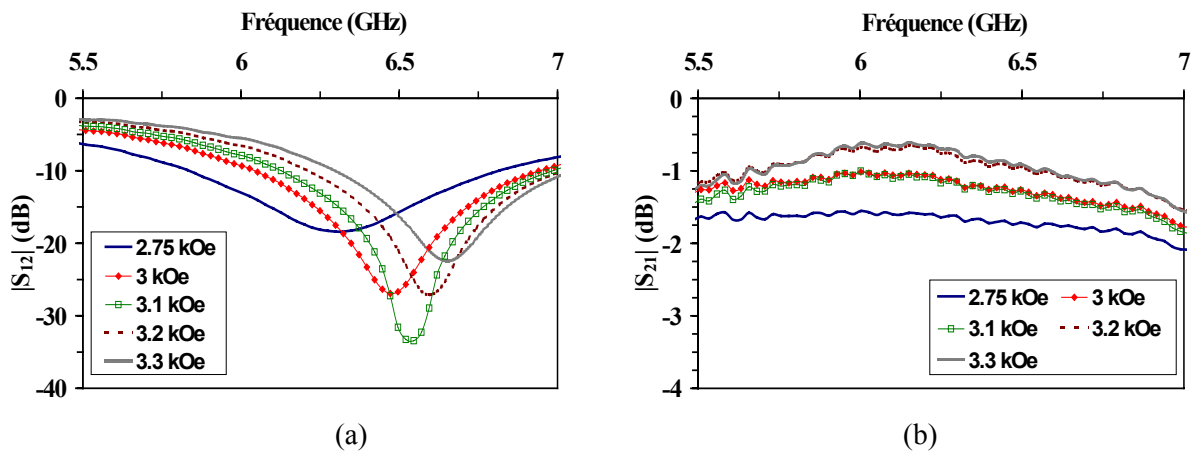 Fréquence (GHz)
5.5 6 6.5 7
0
-10
-20
-30
-40
|S12| (dB)
2.75 kOe
3 kOe
3.1 kOe
3.2 kOe
3.3 kOe
(a)
Fréquence (GHz)
5.5 6 6.5 7
0
-1
-2
-3
-4
|S21| (dB)
2.75 kOe 3 kOe
3.1 kOe 3.2 kOe
3.3 kOe
(b)